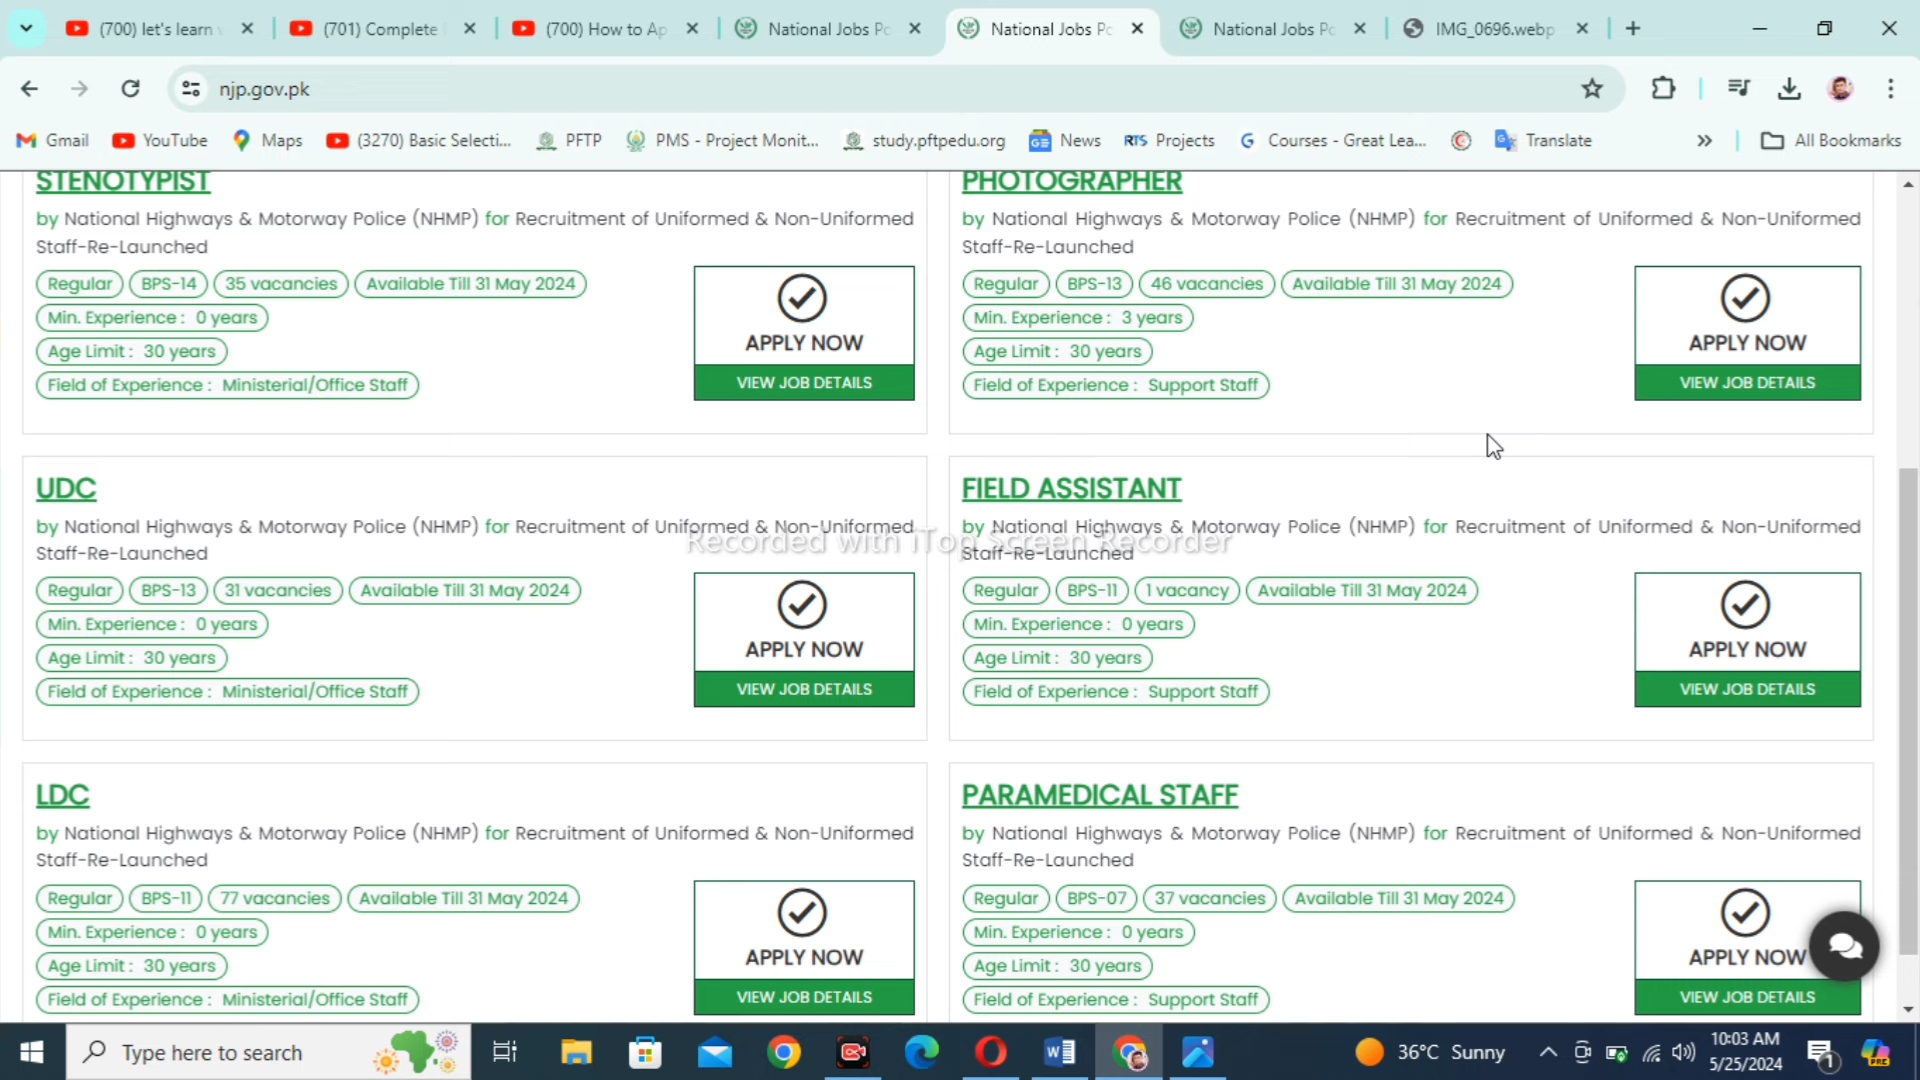 (700) let's learn
(701) Complete
(700) How to Ap
National Jobs Po
National Jobs Po
National Jobs Po
IMG_0696.webp
njp.gov.pk
Gmail
YouTube
Maps
(3270) Basic Selecti...
PFTP
PMS - Project Monit...
study.pftpedu.org
News
RTS Projects
Courses - Great Lea...
Translate
All Bookmarks
STENOTYPIST
by National Highways & Motorway Police (NHMP) for Recruitment of Uniformed & Non-Uniformed
Staff-Re-Launched
Regular BPS-14 35 vacancies Available Till 31 May 2024
Min. Experience : 0 years
Age Limit : 30 years
Field of Experience : Ministerial/Office Staff
APPLY NOW
VIEW JOB DETAILS
PHOTOGRAPHER
by National Highways & Motorway Police (NHMP) for Recruitment of Uniformed & Non-Uniformed
Staff-Re-Launched
Regular BPS-13 46 vacancies Available Till 31 May 2024
Min. Experience : 3 years
Age Limit : 30 years
Field of Experience : Support Staff
APPLY NOW
VIEW JOB DETAILS
UDC
by National Highways & Motorway Police (NHMP) for Recruitment of Uniformed & Non-Uniformed
Staff-Re-Launched
Regular BPS-13 31 vacancies Available Till 31 May 2024
Min. Experience : 0 years
Age Limit : 30 years
Field of Experience : Ministerial/Office Staff
APPLY NOW
VIEW JOB DETAILS
FIELD ASSISTANT
by National Highways & Motorway Police (NHMP) for Recruitment of Uniformed & Non-Uniformed
Staff-Re-Launched
Regular BPS-11 1 vacancy Available Till 31 May 2024
Min. Experience : 0 years
Age Limit : 30 years
Field of Experience : Support Staff
APPLY NOW
VIEW JOB DETAILS
Recorded with iTop Screen Recorder
LDC
by National Highways & Motorway Police (NHMP) for Recruitment of Uniformed & Non-Uniformed
Staff-Re-Launched
Regular BPS-11 77 vacancies Available Till 31 May 2024
Min. Experience : 0 years
Age Limit : 30 years
Field of Experience : Ministerial/Office Staff
APPLY NOW
VIEW JOB DETAILS
PARAMEDICAL STAFF
by National Highways & Motorway Police (NHMP) for Recruitment of Uniformed & Non-Uniformed
Staff-Re-Launched
Regular BPS-07 37 vacancies Available Till 31 May 2024
Min. Experience : 0 years
Age Limit : 30 years
Field of Experience : Support Staff
APPLY NOW
VIEW JOB DETAILS
Type here to search
36°C Sunny
10:03 AM
5/25/2024
1
PRE